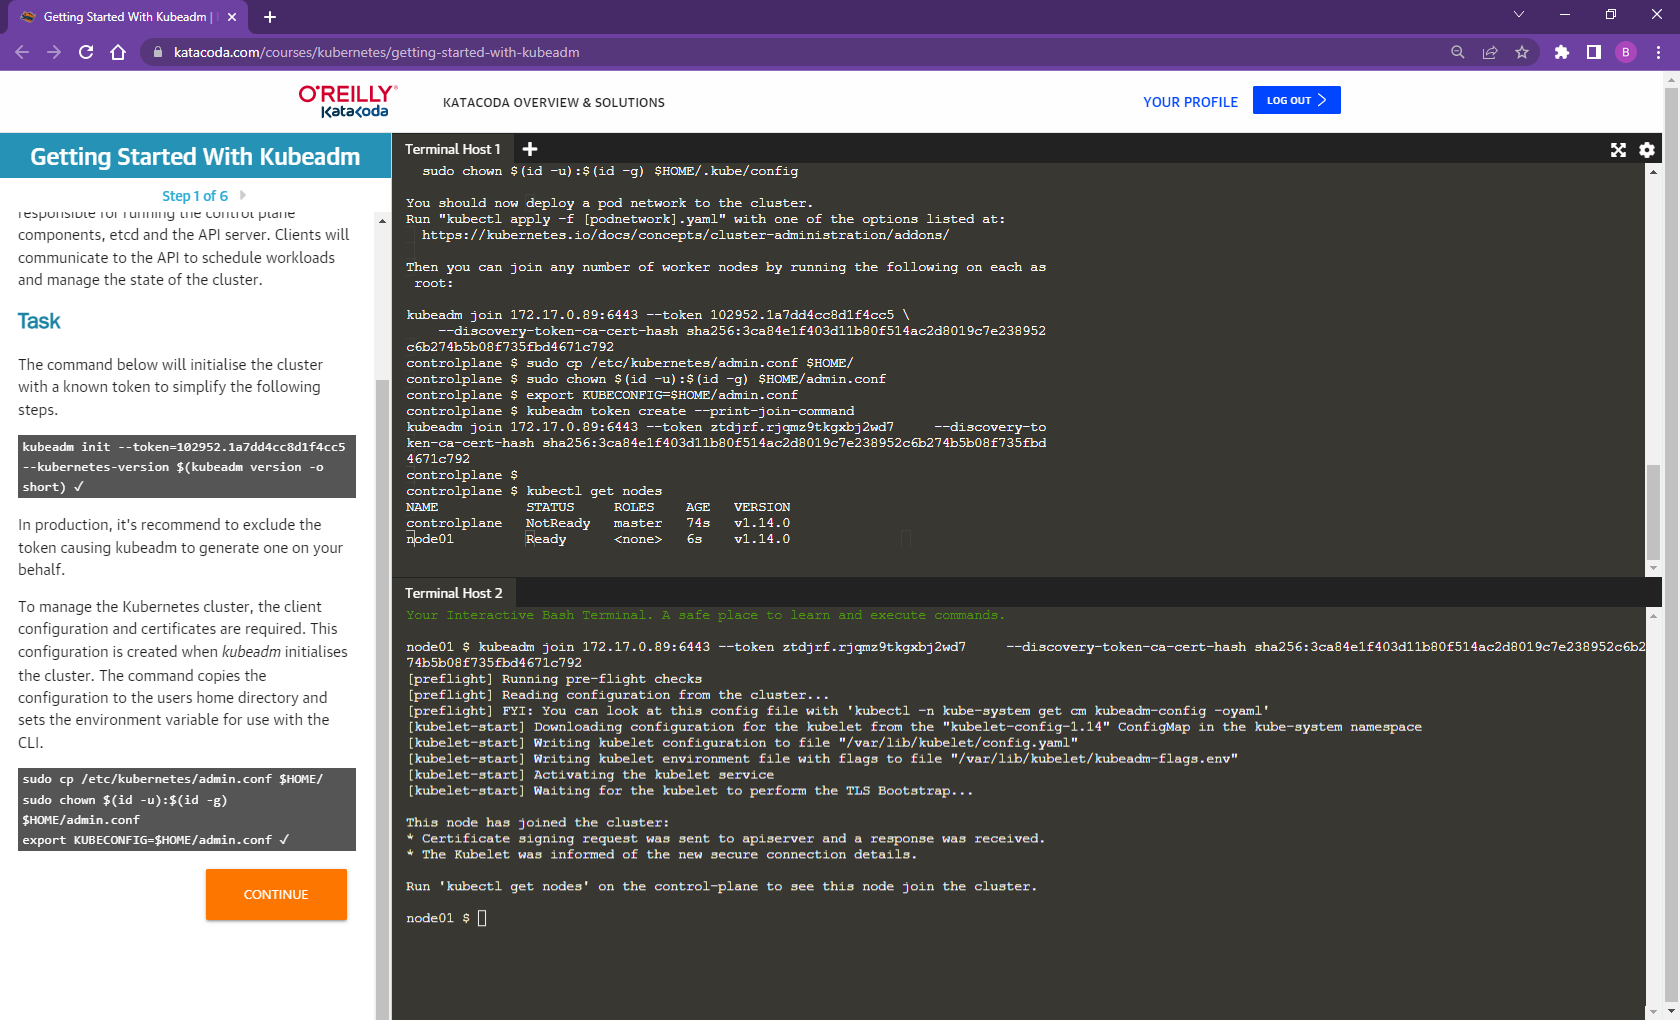 Getting Started With Kubeadm |
katacoda.com/courses/kubernetes/getting-started-with-kubeadm
B
O'REILLY®
Katacoda
KATACODA OVERVIEW & SOLUTIONS
YOUR PROFILE
LOG OUT
Getting Started With Kubeadm
Step 1 of 6
responsible for running the control plane
components, etcd and the API server. Clients will
communicate to the API to schedule workloads
and manage the state of the cluster.
Task
The command below will initialise the cluster
with a known token to simplify the following
steps.
kubeadm init --token=102952.1a7dd4cc8d1f4cc5
--kubernetes-version $(kubeadm version -o
short) ✓
In production, it's recommend to exclude the
token causing kubeadm to generate one on your
behalf.
To manage the Kubernetes cluster, the client
configuration and certificates are required. This
configuration is created when kubeadm initialises
the cluster. The command copies the
configuration to the users home directory and
sets the environment variable for use with the
CLI.
sudo cp /etc/kubernetes/admin.conf $HOME/
sudo chown $(id -u):$(id -g)
$HOME/admin.conf
export KUBECONFIG=$HOME/admin.conf ✓
CONTINUE
Terminal Host 1
sudo chown $(id -u):$(id -g) $HOME/.kube/config
You should now deploy a pod network to the cluster.
Run "kubectl apply -f [podnetwork].yaml" with one of the options listed at:
https://kubernetes.io/docs/concepts/cluster-administration/addons/
Then you can join any number of worker nodes by running the following on each as
root:
kubeadm join 172.17.0.89:6443 --token 102952.1a7dd4cc8d1f4cc5 \
--discovery-token-ca-cert-hash sha256:3ca84e1f403d11b80f514ac2d8019c7e238952
c6b274b5b08f735fbd4671c792
controlplane $ sudo cp /etc/kubernetes/admin.conf $HOME/
controlplane $ sudo chown $(id -u):$(id -g) $HOME/admin.conf
controlplane $ export KUBECONFIG=$HOME/admin.conf
controlplane $ kubeadm token create --print-join-command
kubeadm join 172.17.0.89:6443 --token ztdjrf.rjqmz9tkgxbj2wd7     --discovery-to
ken-ca-cert-hash sha256:3ca84e1f403d11b80f514ac2d8019c7e238952c6b274b5b08f735fbd
4671c792
controlplane $
controlplane $ kubectl get nodes
NAME           STATUS     ROLES    AGE   VERSION
controlplane   NotReady   master   74s   v1.14.0
node01         Ready      <none>   6s    v1.14.0
Terminal Host 2
Your Interactive Bash Terminal. A safe place to learn and execute commands.
node01 $ kubeadm join 172.17.0.89:6443 --token ztdjrf.rjqmz9tkgxbj2wd7     --discovery-token-ca-cert-hash sha256:3ca84e1f403d11b80f514ac2d8019c7e238952c6b2
74b5b08f735fbd4671c792
[preflight] Running pre-flight checks
[preflight] Reading configuration from the cluster...
[preflight] FYI: You can look at this config file with 'kubectl -n kube-system get cm kubeadm-config -oyaml'
[kubelet-start] Downloading configuration for the kubelet from the "kubelet-config-1.14" ConfigMap in the kube-system namespace
[kubelet-start] Writing kubelet configuration to file "/var/lib/kubelet/config.yaml"
[kubelet-start] Writing kubelet environment file with flags to file "/var/lib/kubelet/kubeadm-flags.env"
[kubelet-start] Activating the kubelet service
[kubelet-start] Waiting for the kubelet to perform the TLS Bootstrap...
This node has joined the cluster:
* Certificate signing request was sent to apiserver and a response was received.
* The Kubelet was informed of the new secure connection details.
Run 'kubectl get nodes' on the control-plane to see this node join the cluster.
node01 $